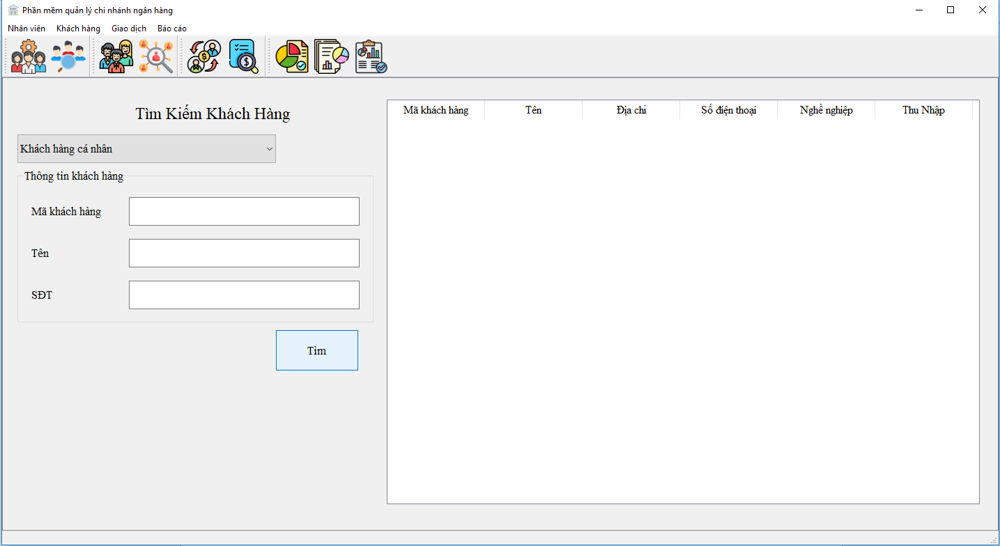 Phần mềm quản lý chi nhánh ngân hàng
Nhân viên Khách hàng Giao dịch Báo cáo
Tìm Kiếm Khách Hàng
Khách hàng cá nhân
Thông tin khách hàng
Mã khách hàng
Tên
SĐT
Tìm
Mã khách hàng Tên Địa chỉ Số điện thoại Nghề nghiệp Thu Nhập